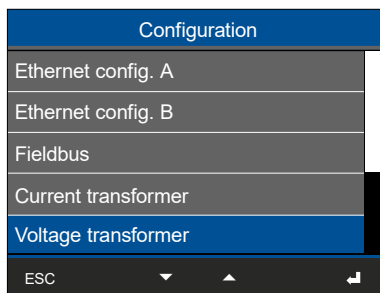 Configuration
Ethernet config. A
Ethernet config. B
Fieldbus
Current transformer
Voltage transformer
ESC